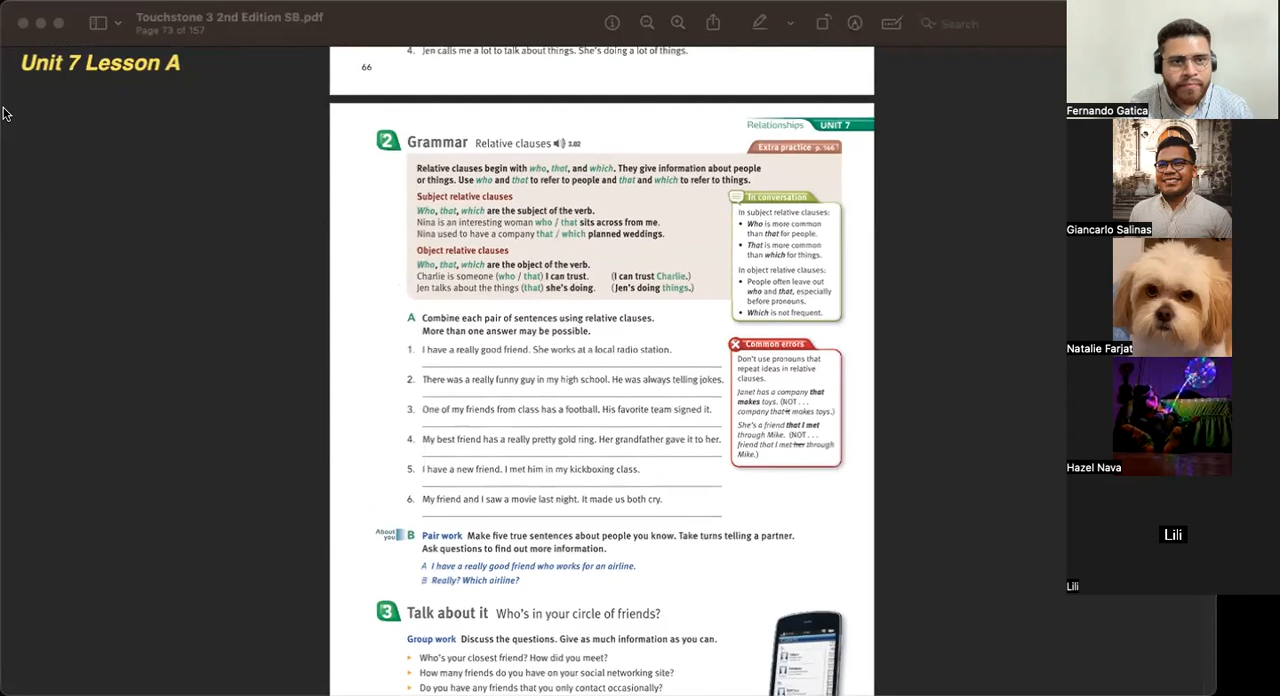 Touchstone 3 2nd Edition SB.pdf
Page 73 of 157
Search
Unit 7 Lesson A
4. Jen calls me a lot to talk about things. She's doing a lot of things.
66
Relationships UNIT 7
2 Grammar Relative clauses 3.02
Extra practice p. 146
Relative clauses begin with who, that, and which. They give information about people
or things. Use who and that to refer to people and that and which to refer to things.
Subject relative clauses
Who, that, which are the subject of the verb.
Nina is an interesting woman who / that sits across from me.
Nina used to have a company that / which planned weddings.
Object relative clauses
Who, that, which are the object of the verb.
Charlie is someone (who / that) I can trust. (I can trust Charlie.)
Jen talks about the things (that) she's doing. (Jen's doing things.)
In conversation
In subject relative clauses:
• Who is more common
than that for people.
• That is more common
than which for things.
In object relative clauses:
• People often leave out
who and that, especially
before pronouns.
• Which is not frequent.
A Combine each pair of sentences using relative clauses.
More than one answer may be possible.
1. I have a really good friend. She works at a local radio station.
2. There was a really funny guy in my high school. He was always telling jokes.
3. One of my friends from class has a football. His favorite team signed it.
4. My best friend has a really pretty gold ring. Her grandfather gave it to her.
5. I have a new friend. I met him in my kickboxing class.
6. My friend and I saw a movie last night. It made us both cry.
Common errors
Don't use pronouns that
repeat ideas in relative
clauses.
Janet has a company that
makes toys. (NOT . . .
company that it makes toys.)
She's a friend that I met
through Mike. (NOT . . .
friend that I met her through
Mike.)
About
you
B Pair work Make five true sentences about people you know. Take turns telling a partner.
Ask questions to find out more information.
A I have a really good friend who works for an airline.
B Really? Which airline?
3 Talk about it Who's in your circle of friends?
Group work Discuss the questions. Give as much information as you can.
Who's your closest friend? How did you meet?
How many friends do you have on your social networking site?
Do you have any friends that you only contact occasionally?
Fernando Gatica
Giancarlo Salinas
Natalie Farjat
Hazel Nava
Lili
Lili